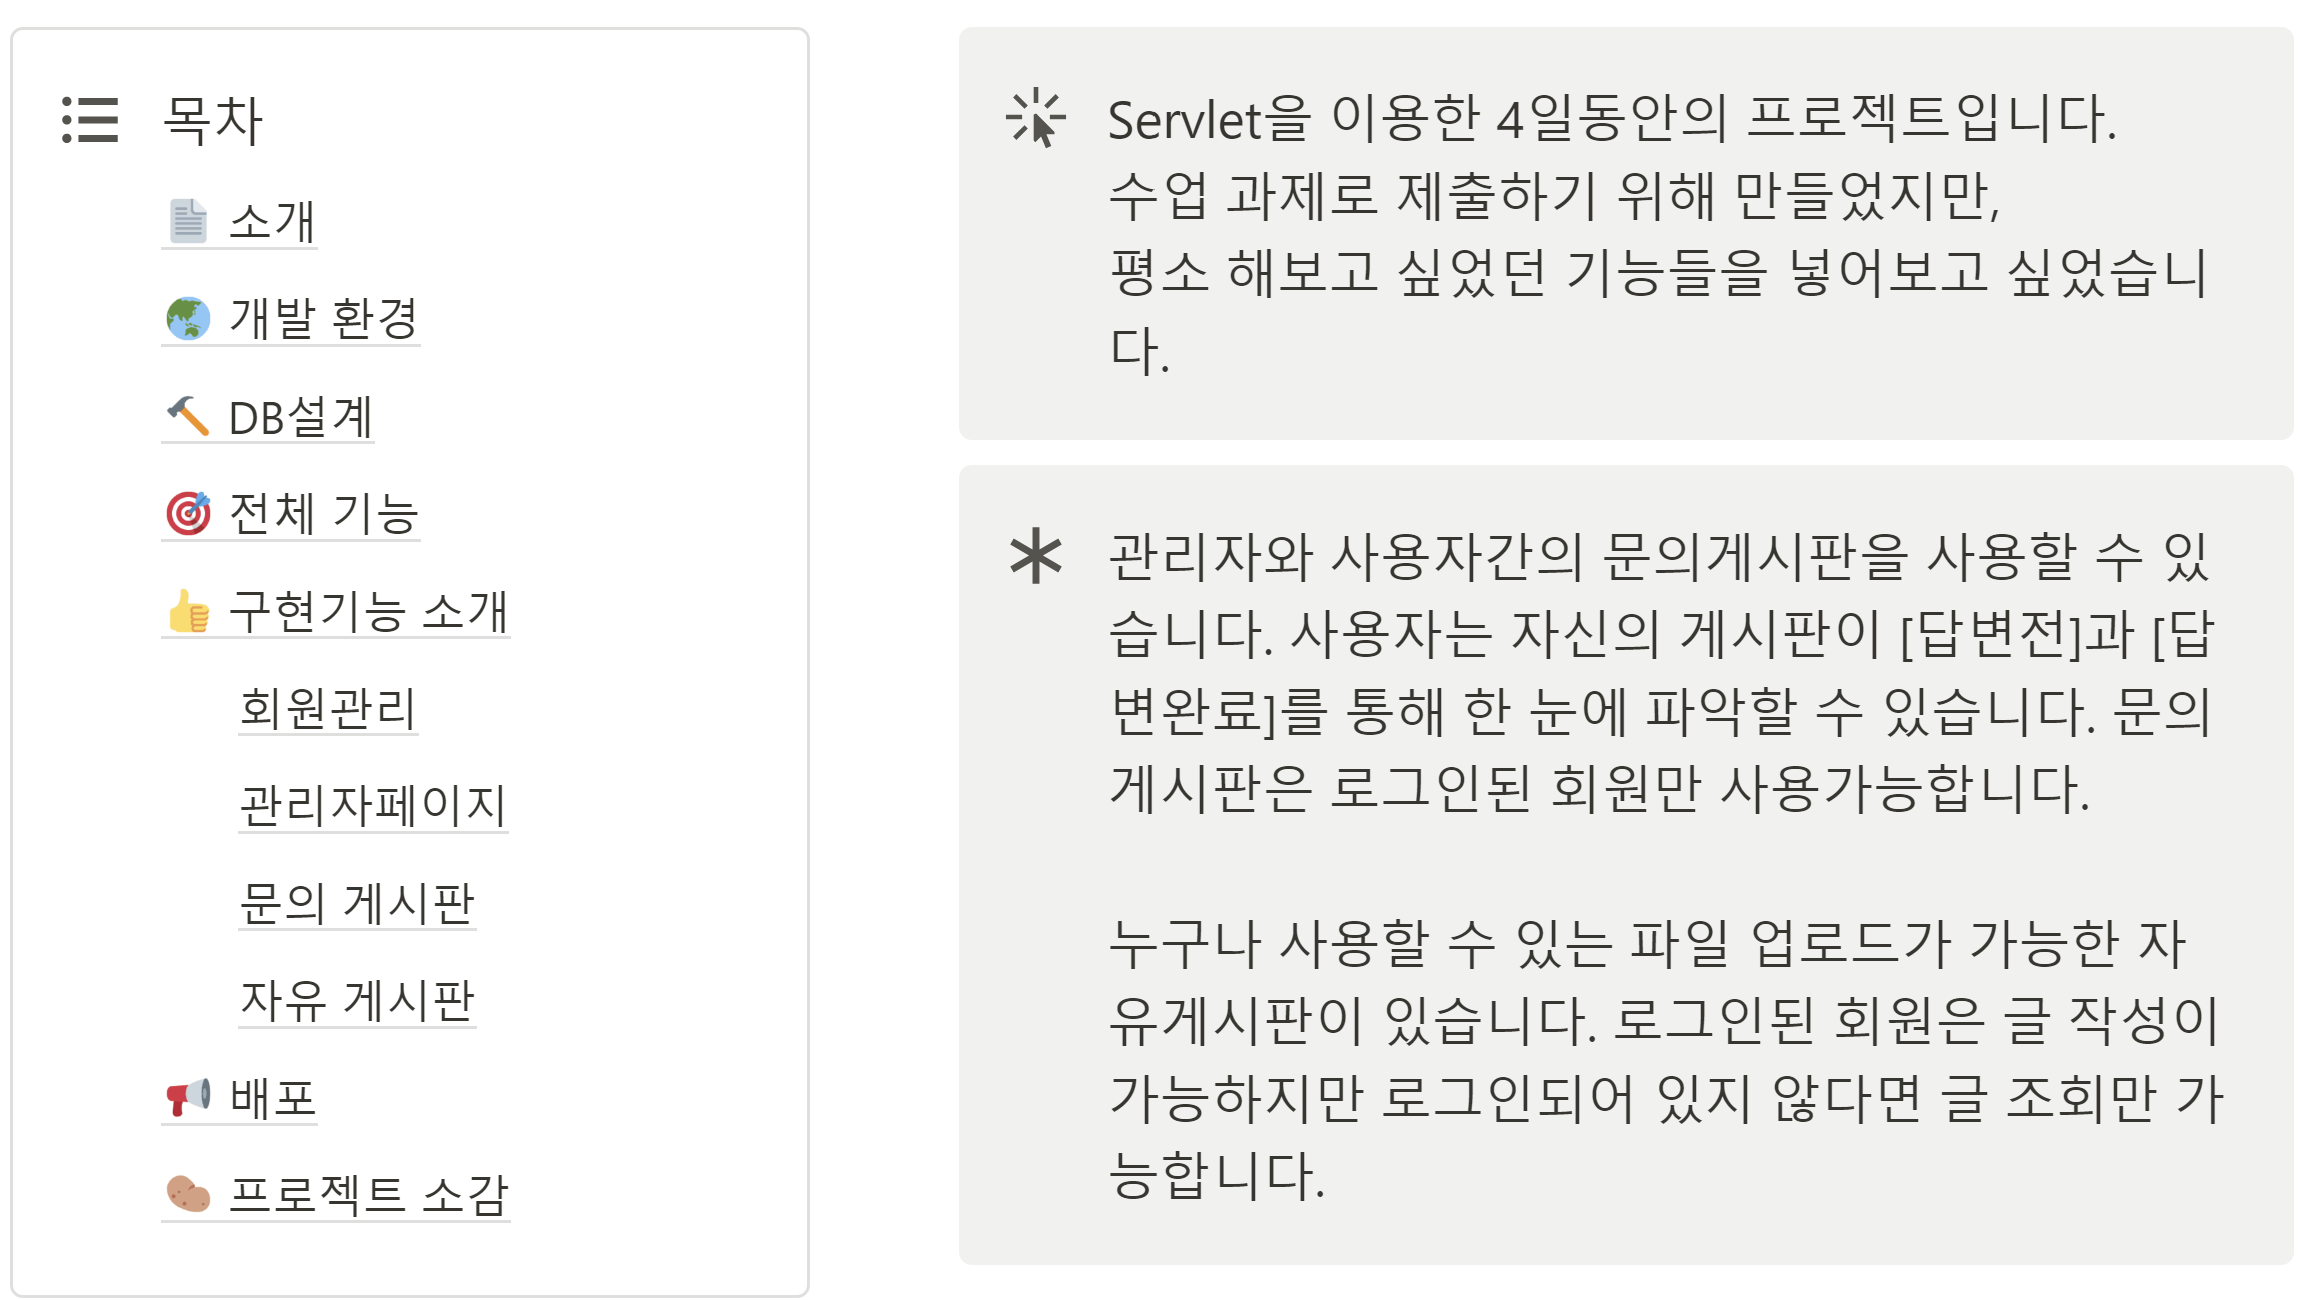 목차
소개
개발 환경
DB설계
전체 기능
구현기능 소개
회원관리
관리자페이지
문의 게시판
자유 게시판
배포
프로젝트 소감
Servlet을 이용한 4일동안의 프로젝트입니다.
수업 과제로 제출하기 위해 만들었지만,
평소 해보고 싶었던 기능들을 넣어보고 싶었습니
다.
관리자와 사용자간의 문의게시판을 사용할 수 있
습니다. 사용자는 자신의 게시판이 [답변전]과 [답
변완료]를 통해 한 눈에 파악할 수 있습니다. 문의
게시판은 로그인된 회원만 사용가능합니다.
누구나 사용할 수 있는 파일 업로드가 가능한 자
유게시판이 있습니다. 로그인된 회원은 글 작성이
가능하지만 로그인되어 있지 않다면 글 조회만 가
능합니다.